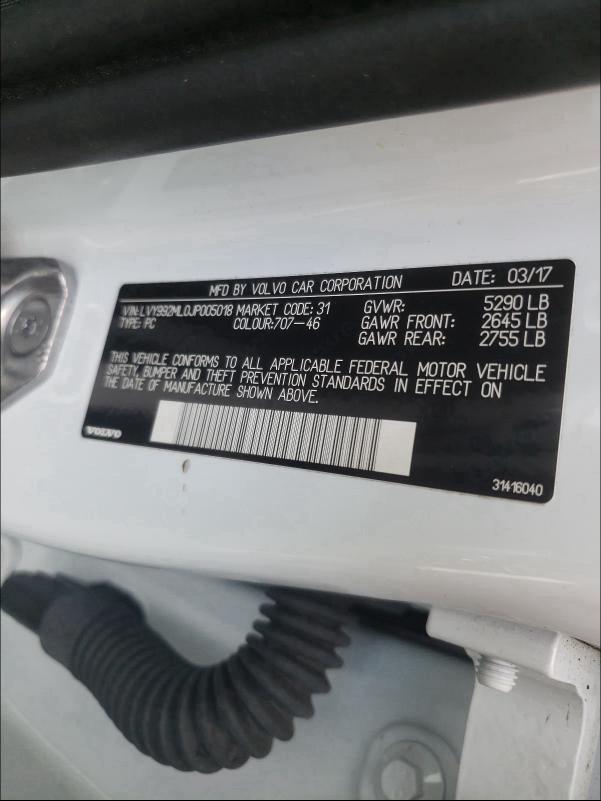 MFD BY VOLVO CAR CORPORATION DATE: 03/17
VIN: LVY992ML0JP005018 MARKET CODE: 31 GVWR: 5290 LB
TYPE: PC COLOUR: 707-46 GAWR FRONT: 2645 LB
GAWR REAR: 2755 LB
THIS VEHICLE CONFORMS TO ALL APPLICABLE FEDERAL MOTOR VEHICLE
SAFETY, BUMPER AND THEFT PREVENTION STANDARDS IN EFFECT ON
THE DATE OF MANUFACTURE SHOWN ABOVE.
VOLVO
31416040